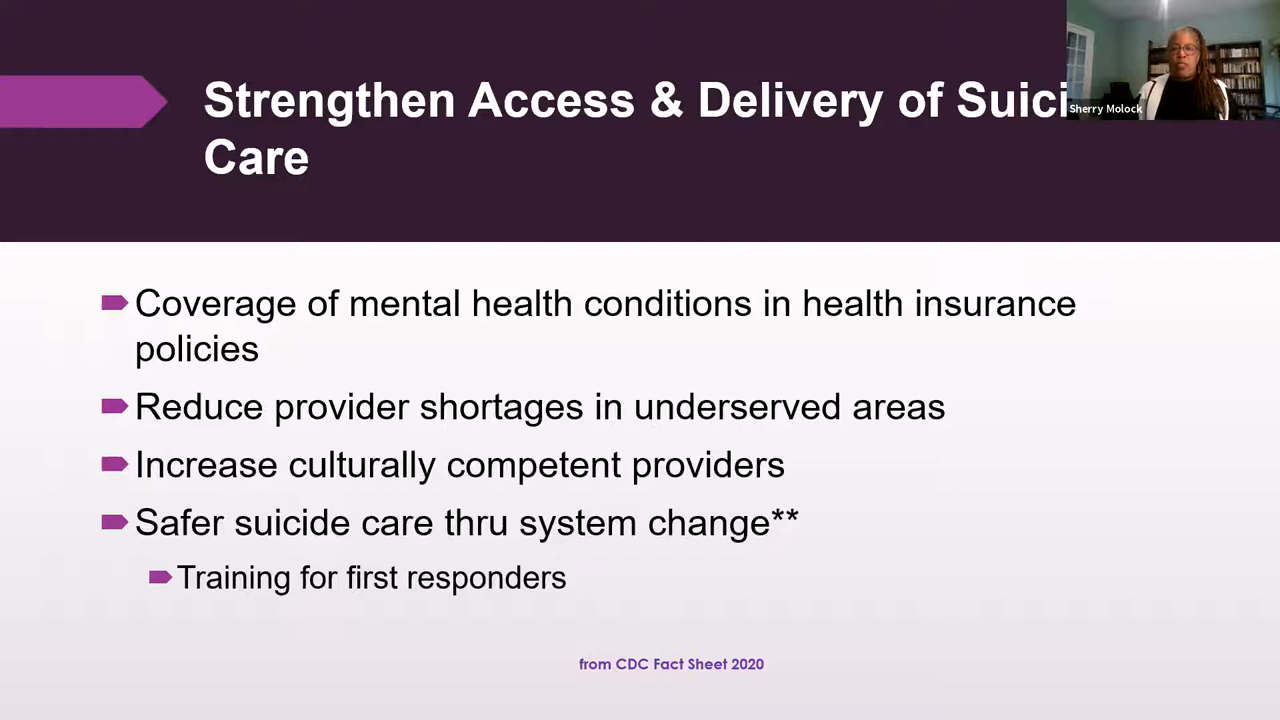 Strengthen Access & Delivery of Suici
Care
Sherry Molock
Coverage of mental health conditions in health insurance
policies
Reduce provider shortages in underserved areas
Increase culturally competent providers
Safer suicide care thru system change**
Training for first responders
from CDC Fact Sheet 2020